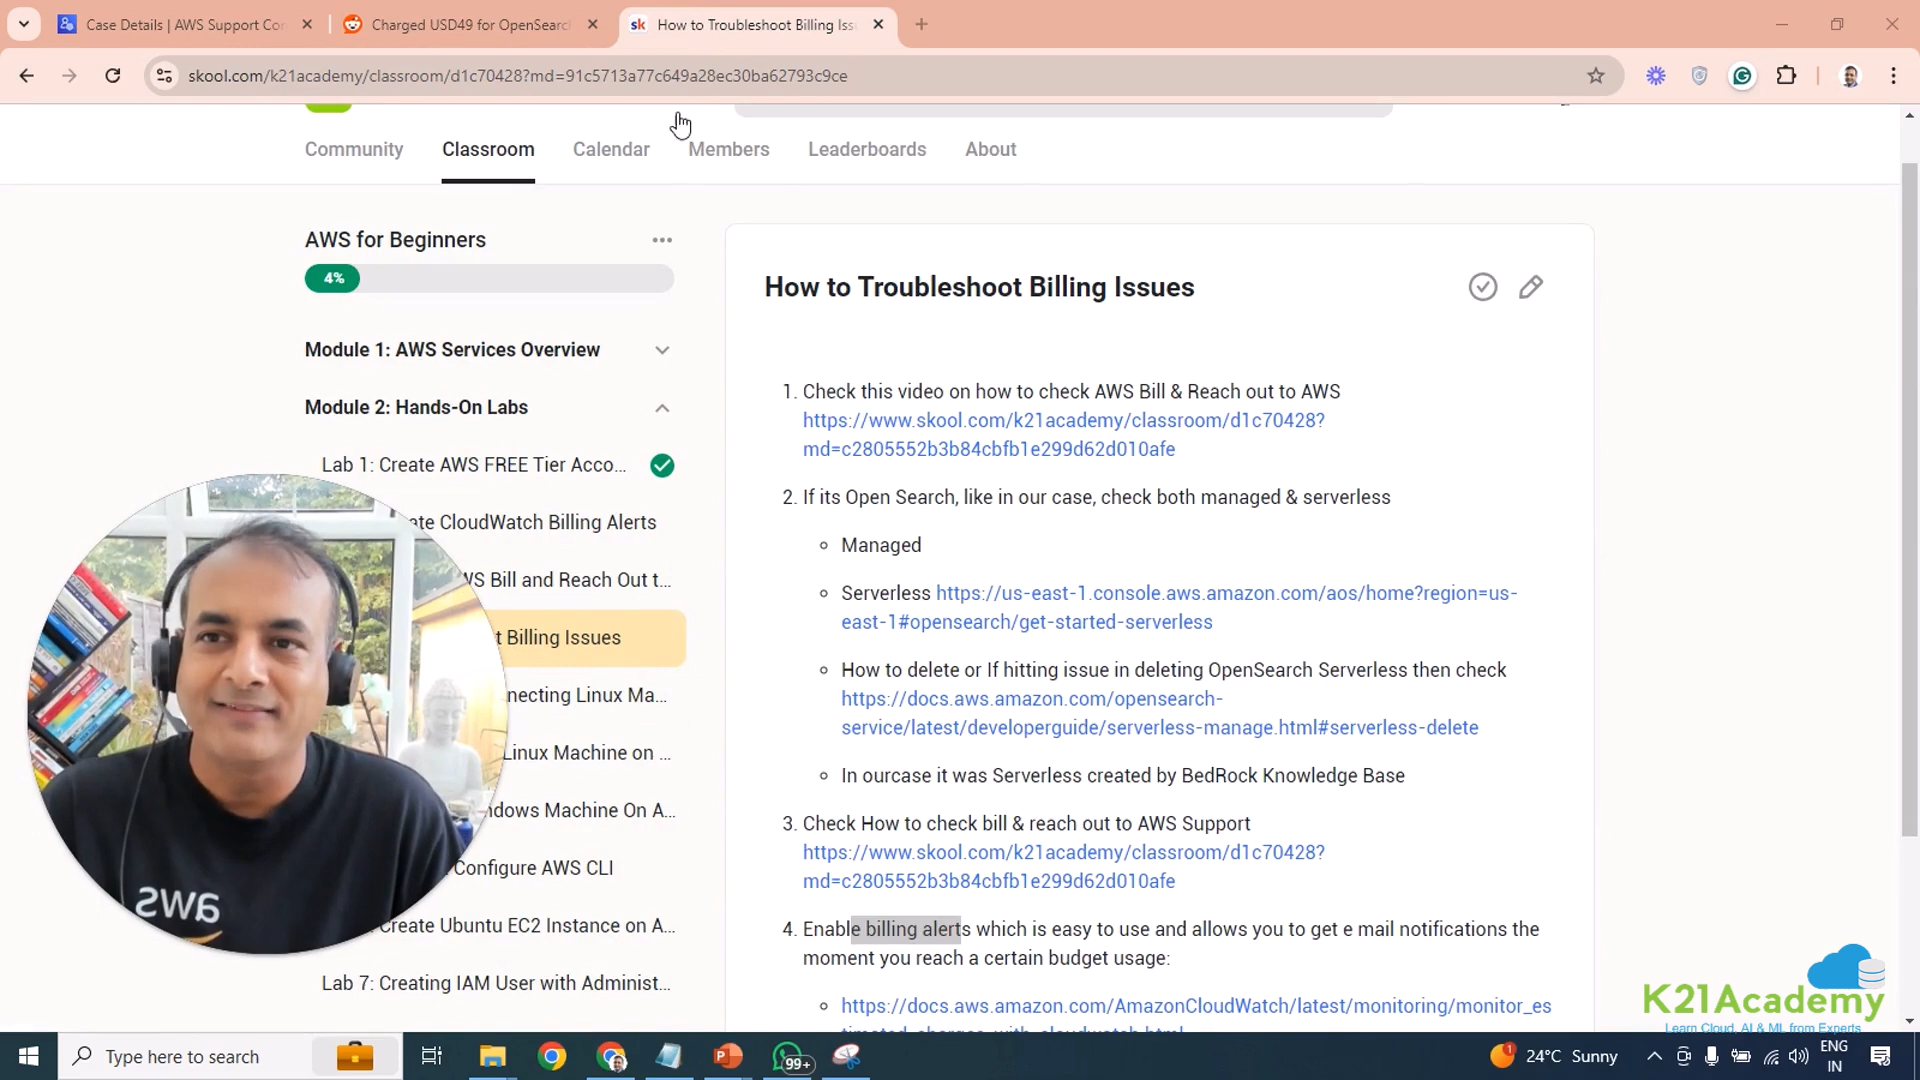 Case Details | AWS Support Co
Charged USD49 for OpenSearc
sk
How to Troubleshoot Billing Iss
skool.com/k21academy/classroom/d1c70428?md=91c5713a77c649a28ec30ba62793c9ce
Community
Classroom
Calendar
Members
Leaderboards
About
AWS for Beginners
4%
Module 1: AWS Services Overview
Module 2: Hands-On Labs
Lab 1: Create AWS FREE Tier Acco...
ate CloudWatch Billing Alerts
WS Bill and Reach Out t...
t Billing Issues
nnecting Linux Ma...
Linux Machine on ...
ndows Machine On A...
Configure AWS CLI
Create Ubuntu EC2 Instance on A...
Lab 7: Creating IAM User with Administ...
How to Troubleshoot Billing Issues
1. Check this video on how to check AWS Bill & Reach out to AWS
https://www.skool.com/k21academy/classroom/d1c70428?
md=c2805552b3b84cbfb1e299d62d010afe
2. If its Open Search, like in our case, check both managed & serverless
Managed
Serverless https://us-east-1.console.aws.amazon.com/aos/home?region=us-
east-1#opensearch/get-started-serverless
How to delete or If hitting issue in deleting OpenSearch Serverless then check
https://docs.aws.amazon.com/opensearch-
service/latest/developerguide/serverless-manage.html#serverless-delete
In ourcase it was Serverless created by BedRock Knowledge Base
3. Check How to check bill & reach out to AWS Support
https://www.skool.com/k21academy/classroom/d1c70428?
md=c2805552b3b84cbfb1e299d62d010afe
4. Enable billing alerts which is easy to use and allows you to get e mail notifications the
moment you reach a certain budget usage:
https://docs.aws.amazon.com/AmazonCloudWatch/latest/monitoring/monitor_es
timated_charges_with_cloudwatch.html
aws
K21Academy
Learn Cloud, AI & ML from Experts
Type here to search
99+
1
24°C Sunny
ENG
IN